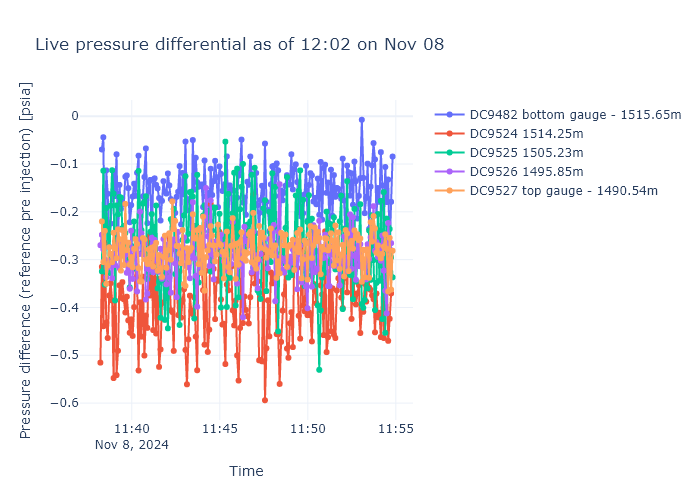 Live pressure differential as of 12:02 on Nov 08
Pressure difference (reference pre injection) [psia]
0
−0.1
−0.2
−0.3
−0.4
−0.5
−0.6
11:40
Nov 8, 2024
11:45
11:50
11:55
Time
DC9482 bottom gauge - 1515.65m
DC9524 1514.25m
DC9525 1505.23m
DC9526 1495.85m
DC9527 top gauge - 1490.54m